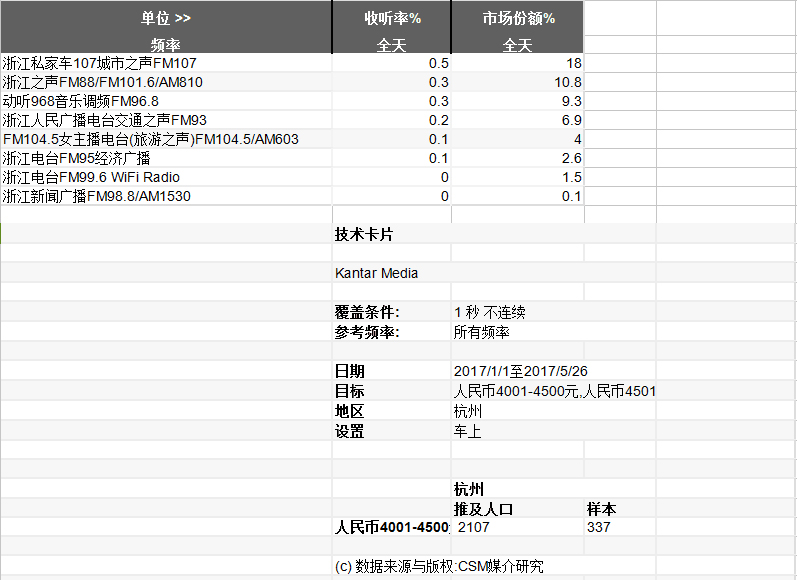 单位 >> 收听率% 市场份额%
频率 全天 全天
浙江私家车107城市之声FM107 0.5 18
浙江之声FM88/FM101.6/AM810 0.3 10.8
动听968音乐调频FM96.8 0.3 9.3
浙江人民广播电台交通之声FM93 0.2 6.9
FM104.5女主播电台(旅游之声)FM104.5/AM603 0.1 4
浙江电台FM95经济广播 0.1 2.6
浙江电台FM99.6 WiFi Radio 0 1.5
浙江新闻广播FM98.8/AM1530 0 0.1
技术卡片
Kantar Media
覆盖条件: 1 秒 不连续
参考频率: 所有频率
日期 2017/1/1至2017/5/26
目标 人民币4001-4500元,人民币4501
地区 杭州
设置 车上
杭州
推及人口 样本
人民币4001-4500 2107 337
(c) 数据来源与版权:CSM媒介研究